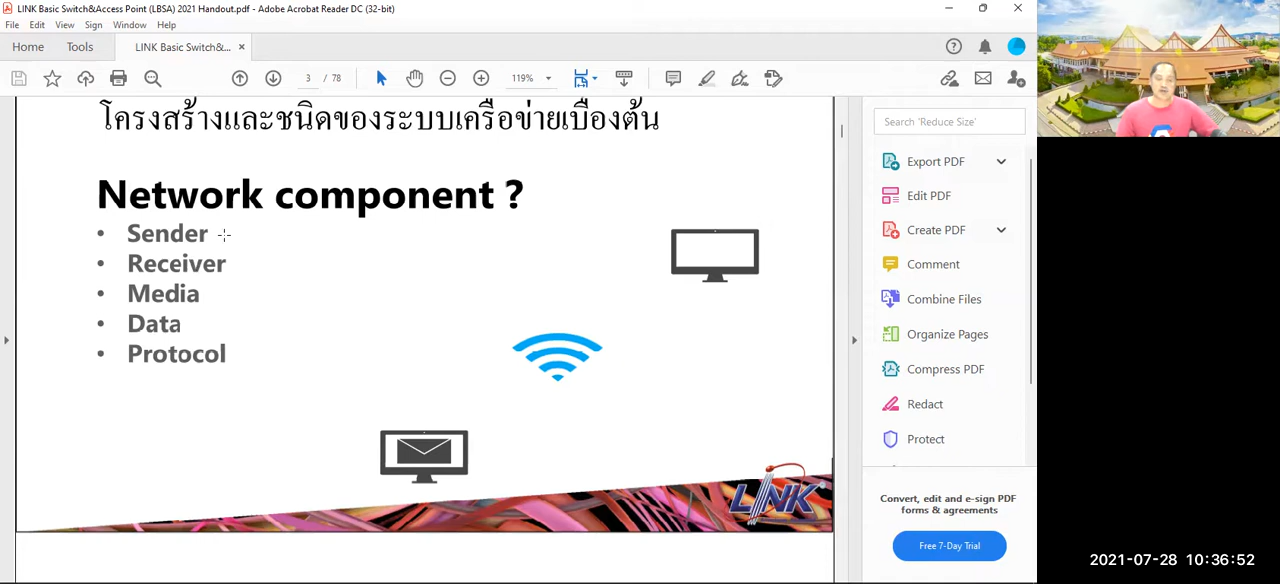 LINK Basic Switch&Access Point (LBSA) 2021 Handout.pdf - Adobe Acrobat Reader DC (32-bit)
File Edit View Sign Window Help
Home Tools LINK Basic Switch&... ×
3 / 78 119%
โครงสร้างและชนิดของระบบเครือข่ายเบื้องต้น
Network component ?
• Sender
• Receiver
• Media
• Data
• Protocol
LINK
Search 'Reduce Size'
Export PDF
Edit PDF
Create PDF
Comment
Combine Files
Organize Pages
Compress PDF
Redact
Protect
Convert, edit and e-sign PDF
forms & agreements
Free 7-Day Trial
2021-07-28 10:36:52